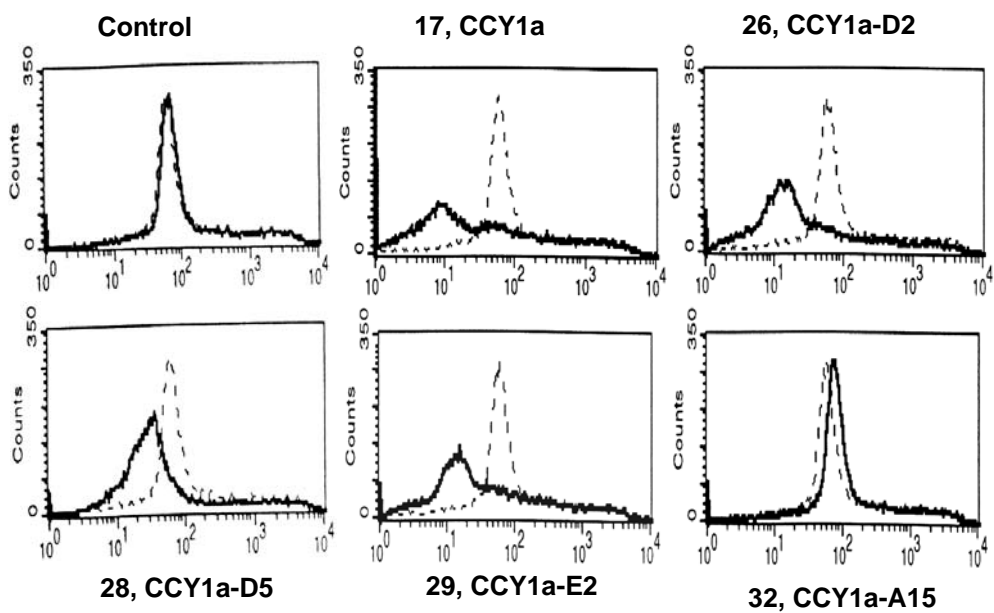 Control
17, CCY1a
26, CCY1a-D2
350
Counts
0
10^0 10^1 10^2 10^3 10^4
350
Counts
0
10^0 10^1 10^2 10^3 10^4
350
Counts
0
10^0 10^1 10^2 10^3 10^4
350
Counts
0
10^0 10^1 10^2 10^3 10^4
350
Counts
0
10^0 10^1 10^2 10^3 10^4
350
Counts
0
10^0 10^1 10^2 10^3 10^4
28, CCY1a-D5
29, CCY1a-E2
32, CCY1a-A15